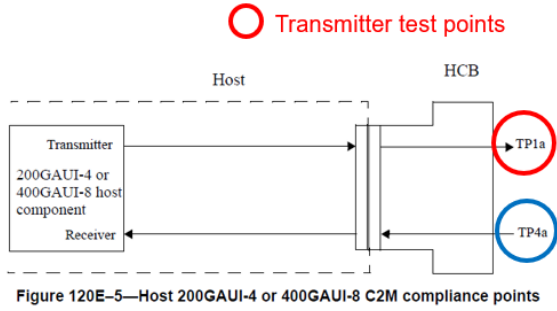 Transmitter test points
Host
HCB
Transmitter
TP1a
200GAUI-4 or
400GAUI-8 host
component
Receiver
TP4a
Figure 120E–5—Host 200GAUI-4 or 400GAUI-8 C2M compliance points